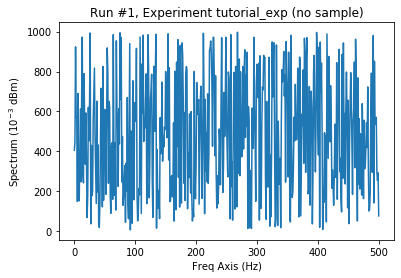 Run #1, Experiment tutorial_exp (no sample)
1000
800
600
400
200
0
Spectrum (10⁻³ dBm)
0 100 200 300 400 500
Freq Axis (Hz)